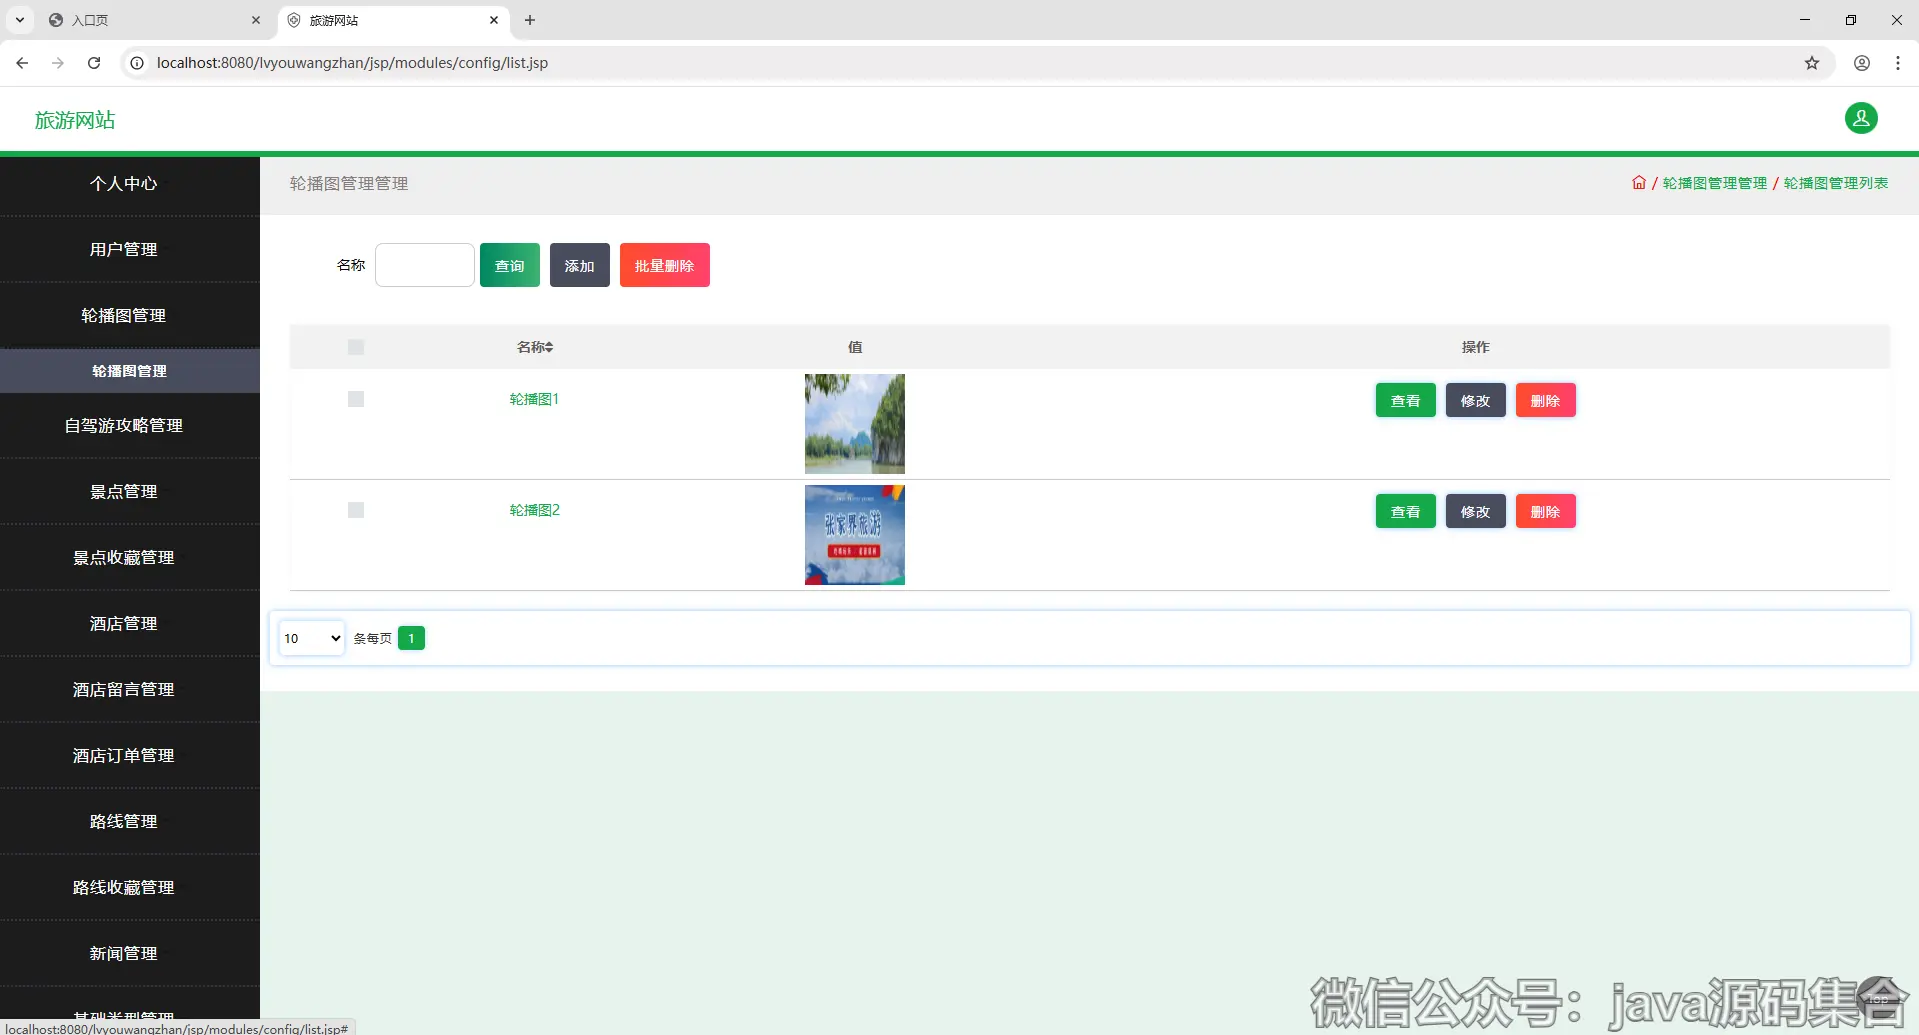 入口页
旅游网站
localhost:8080/lvyouwangzhan/jsp/modules/config/list.jsp
旅游网站
个人中心
用户管理
轮播图管理
轮播图管理
自驾游攻略管理
景点管理
景点收藏管理
酒店管理
酒店留言管理
酒店订单管理
路线管理
路线收藏管理
新闻管理
基础类型管理
轮播图管理管理
/ 轮播图管理管理 / 轮播图管理列表
名称 查询 添加 批量删除
名称 值 操作
轮播图1 查看 修改 删除
轮播图2 张家界旅游 查看 修改 删除
10 条每页 1
Top
微信公众号：java源码集合
localhost:8080/lvyouwangzhan/jsp/modules/config/list.jsp#